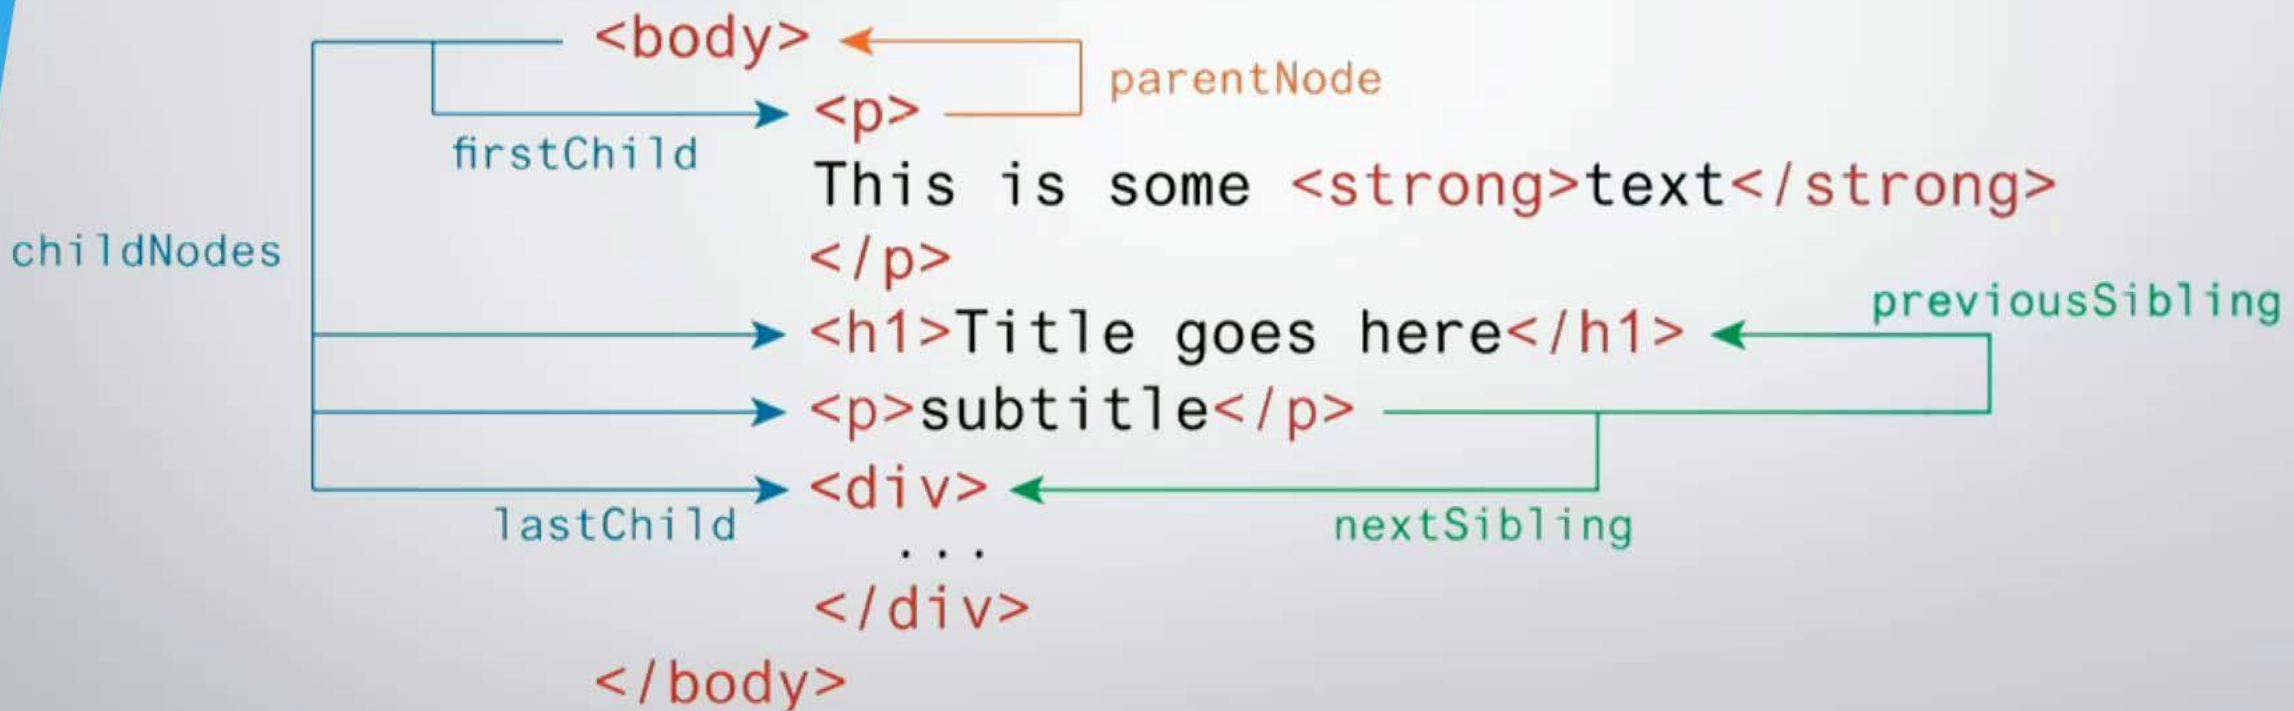 <body>
parentNode
<p>
firstChild
This is some <strong>text</strong>
childNodes
</p>
previousSibling
<h1>Title goes here</h1>
<p>subtitle</p>
<div>
lastChild
nextSibling
...
</div>
</body>